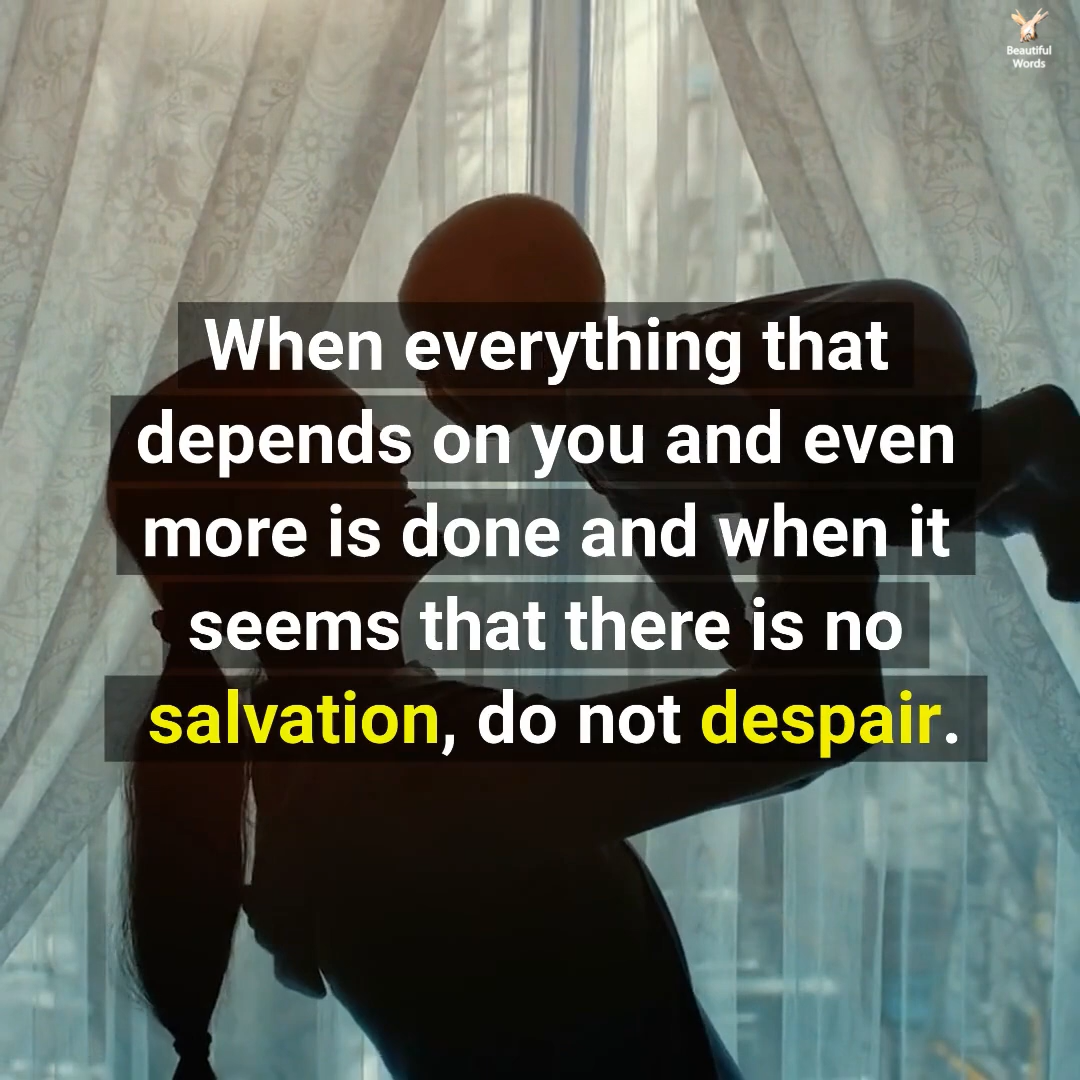 Beautiful
Words
When everything that
depends on you and even
more is done and when it
seems that there is no
salvation, do not despair.